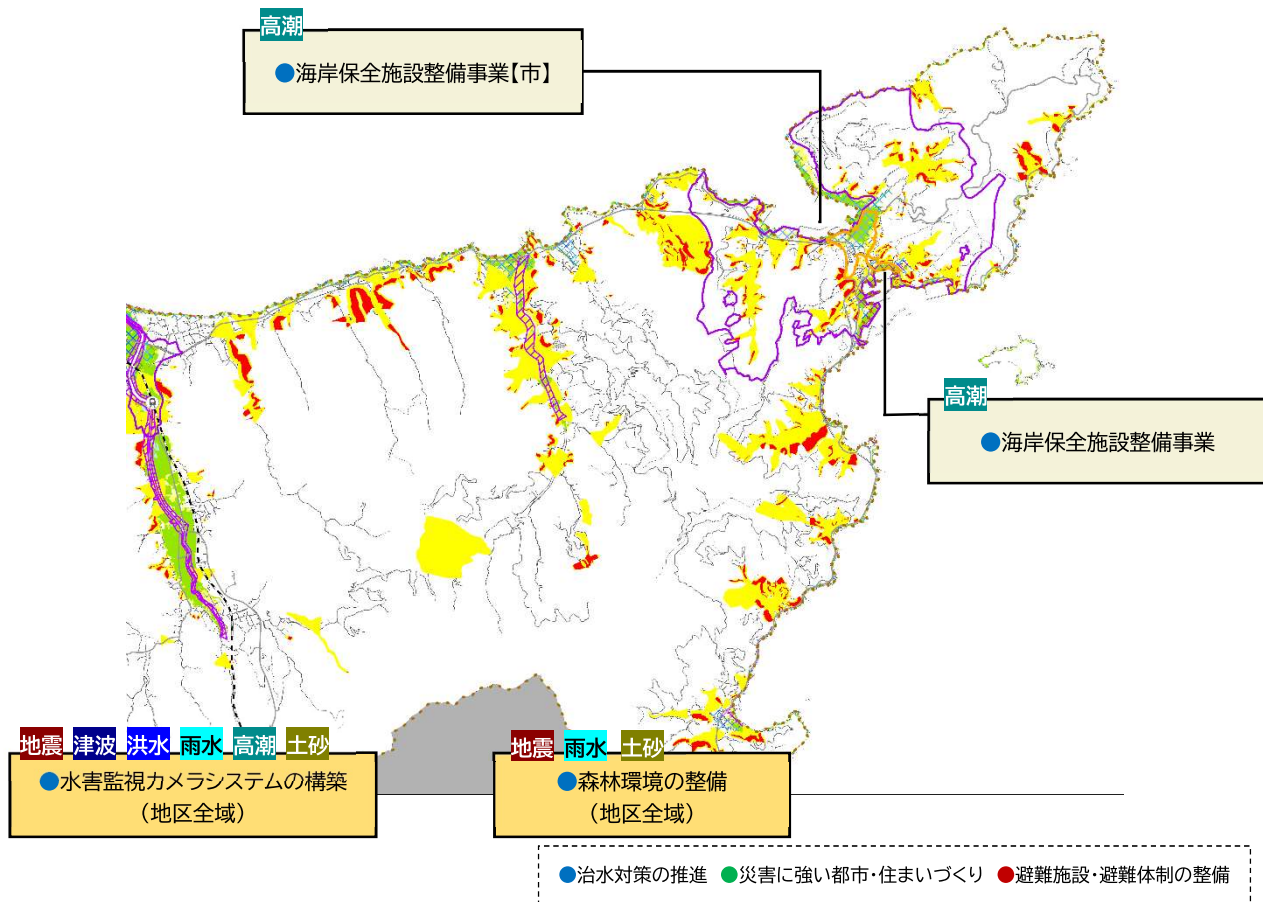 高潮
●海岸保全施設整備事業【市】
高潮
●海岸保全施設整備事業
地震 津波 洪水 雨水 高潮 土砂
●水害監視カメラシステムの構築
（地区全域）
地震 雨水 土砂
●森林環境の整備
（地区全域）
●治水対策の推進 ●災害に強い都市・住まいづくり ●避難施設・避難体制の整備